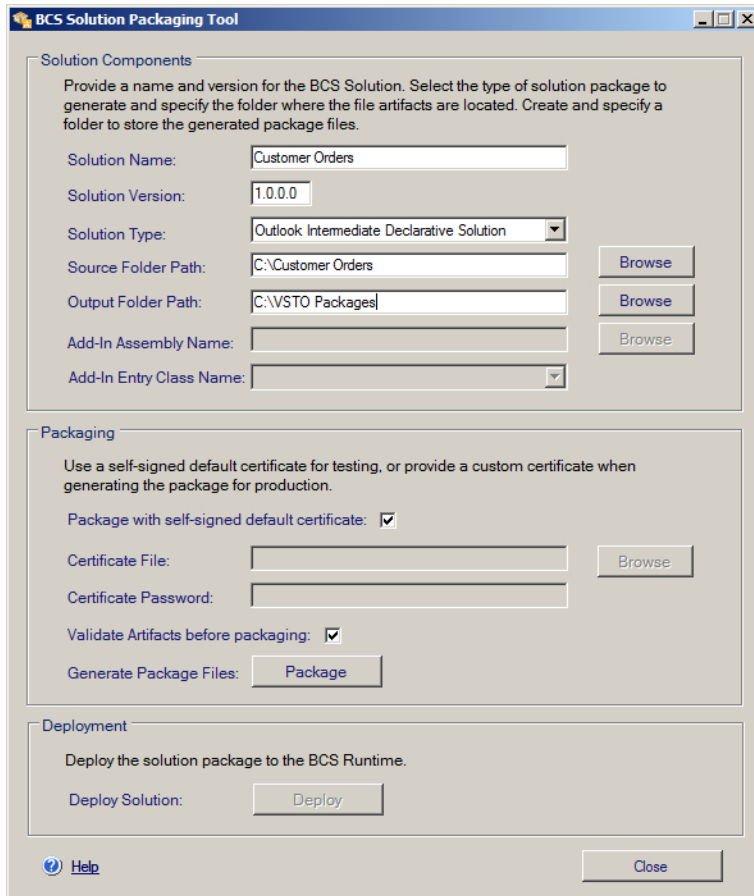 BCS Solution Packaging Tool
Solution Components
Provide a name and version for the BCS Solution. Select the type of solution package to
generate and specify the folder where the file artifacts are located. Create and specify a
folder to store the generated package files.
Solution Name: Customer Orders
Solution Version: 1.0.0.0
Solution Type: Outlook Intermediate Declarative Solution
Source Folder Path: C:\Customer Orders Browse
Output Folder Path: C:\VSTO Packages Browse
Add-In Assembly Name: Browse
Add-In Entry Class Name:
Packaging
Use a self-signed default certificate for testing, or provide a custom certificate when
generating the package for production.
Package with self-signed default certificate:
Certificate File: Browse
Certificate Password:
Validate Artifacts before packaging:
Generate Package Files: Package
Deployment
Deploy the solution package to the BCS Runtime.
Deploy Solution: Deploy
Help Close